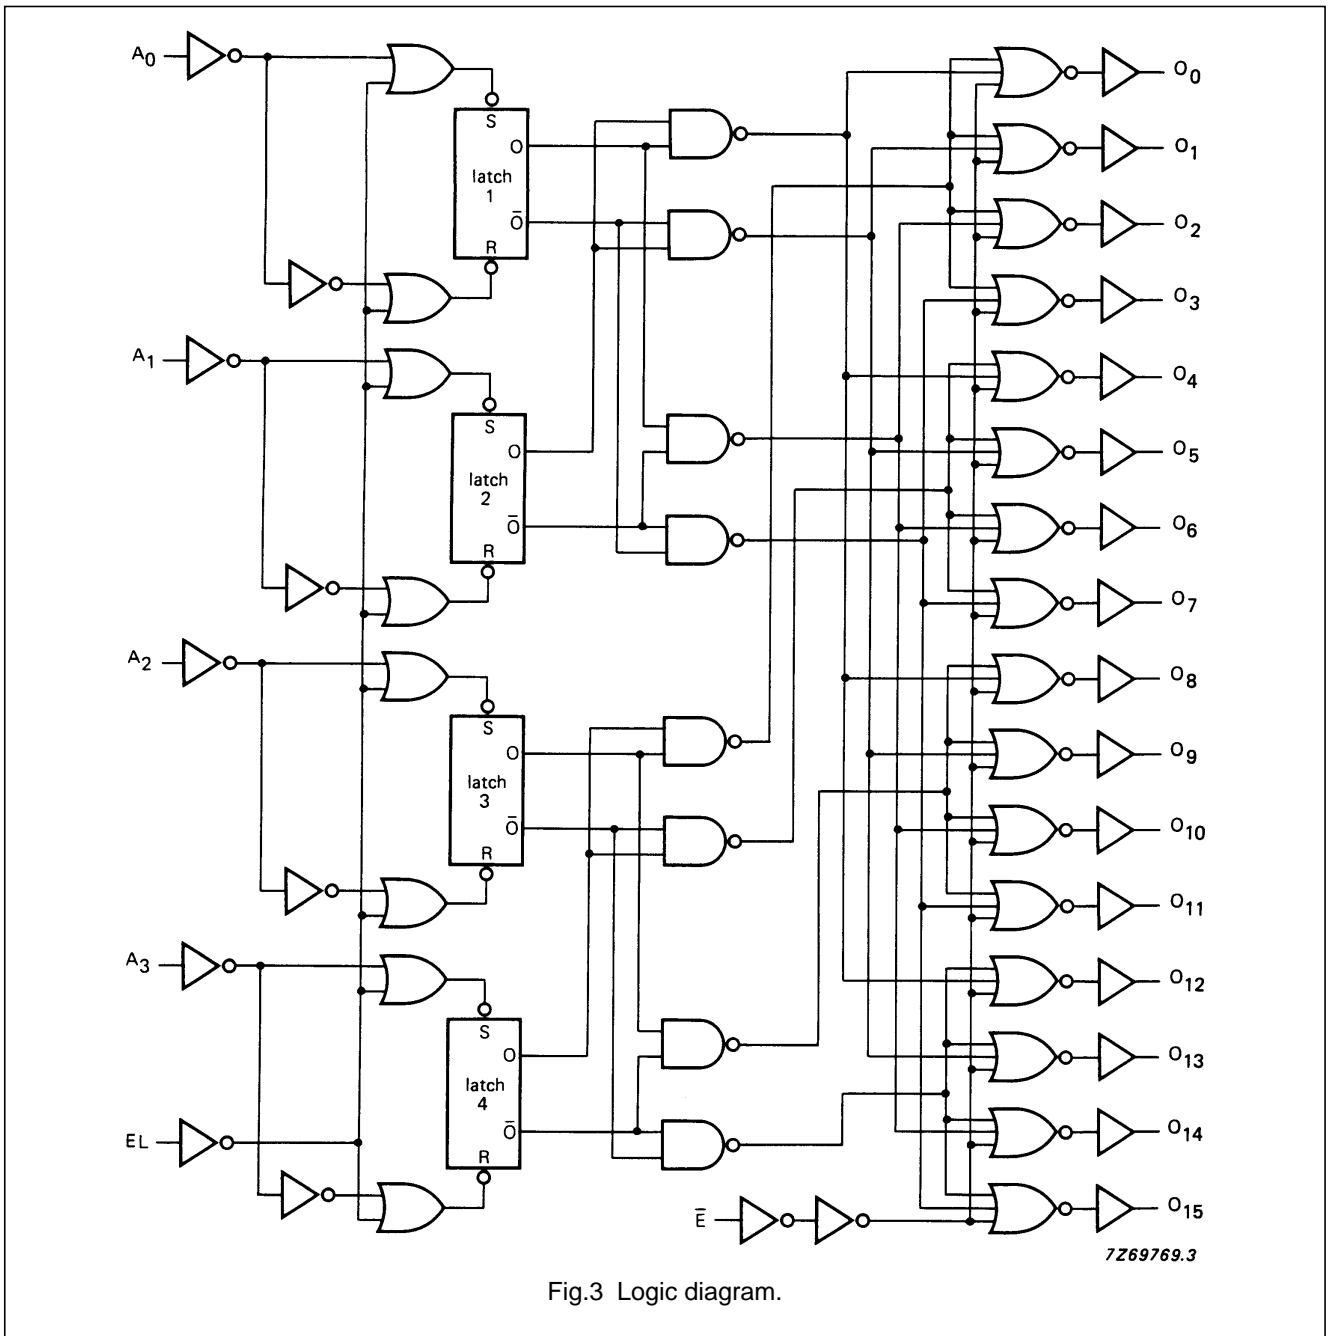 A0
A1
A2
A3
EL
S
O
latch
1
Ō
R
S
O
latch
2
Ō
R
S
O
latch
3
Ō
R
S
O
latch
4
Ō
R
Ē
O0
O1
O2
O3
O4
O5
O6
O7
O8
O9
O10
O11
O12
O13
O14
O15
7Z69769.3
Fig.3 Logic diagram.